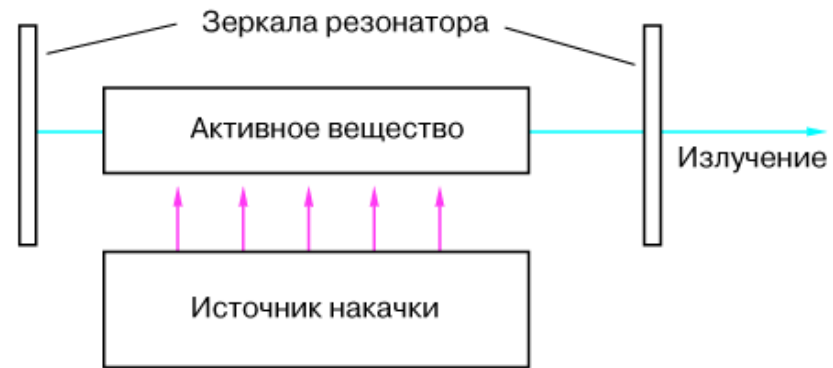 Зеркала резонатора
Активное вещество
Излучение
Источник накачки